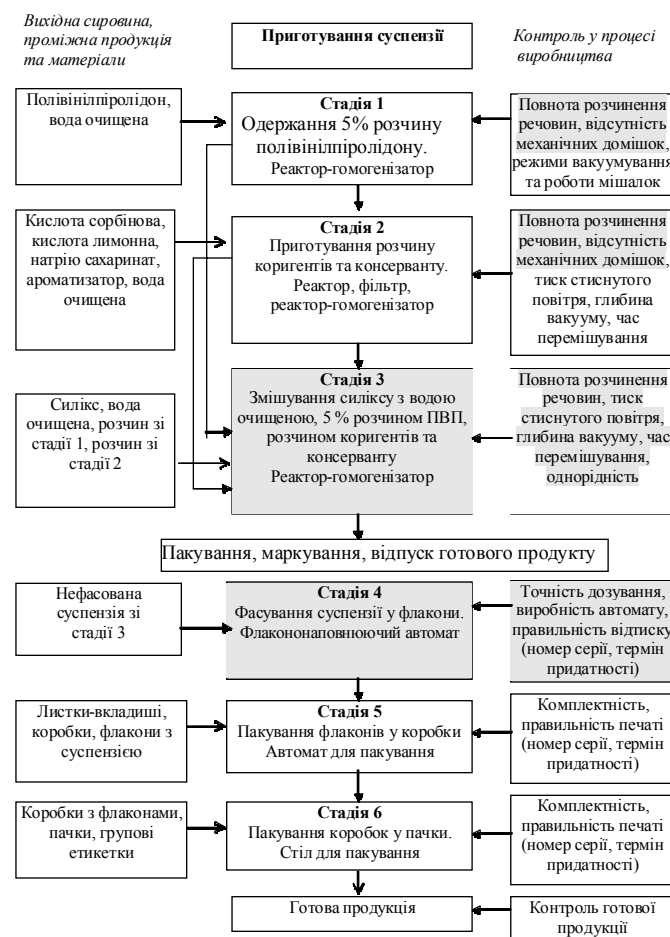 Вихідна сировина,
проміжна продукція
та матеріали
Приготування суспензії
Контроль у процесі
виробництва
Полівінілпіролідон,
вода очищена
Стадія 1
Одержання 5% розчину
полівінілпіролідону.
Реактор-гомогенізатор
Повнота розчинення
речовин, відсутність
механічних домішок,
режими вакуумування
та роботи мішалок
Кислота сорбінова,
кислота лимонна,
натрію сахаринат,
ароматизатор, вода
очищена
Стадія 2
Приготування розчину
коригентів та консерванту.
Реактор, фільтр,
реактор-гомогенізатор
Повнота розчинення
речовин, відсутність
механічних домішок,
тиск стиснутого
повітря, глибина
вакууму, час
перемішування
Силікс, вода
очищена, розчин зі
стадії 1, розчин зі
стадії 2
Стадія 3
Змішування силіксу з водою
очищеною, 5 % розчином ПВП,
розчином коригентів та
консерванту
Реактор-гомогенізатор
Повнота розчинення
речовин, тиск
стиснутого повітря,
глибина вакууму, час
перемішування,
однорідність
Пакування, маркування, відпуск готового продукту
Нефасована
суспензія зі
стадії 3
Стадія 4
Фасування суспензії у флакони.
Флакононаповнюючий автомат
Точність дозування,
виробність автомату,
правильність відтиску
(номер серії, термін
придатності)
Листки-вкладиші,
коробки, флакони з
суспензією
Стадія 5
Пакування флаконів у коробки
Автомат для пакування
Комплектність,
правильність печаті
(номер серії, термін
придатності)
Коробки з флаконами,
пачки, групові
етикетки
Стадія 6
Пакування коробок у пачки.
Стіл для пакування
Комплектність,
правильність печаті
(номер серії, термін
придатності)
Готова продукція
Контроль готової
продукції